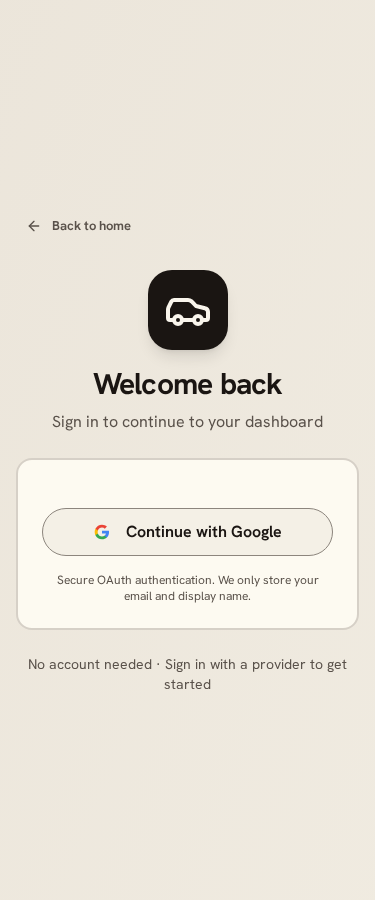 Back to home
Welcome back
Sign in to continue to your dashboard
Continue with Google
Secure OAuth authentication. We only store your
email and display name.
No account needed · Sign in with a provider to get
started